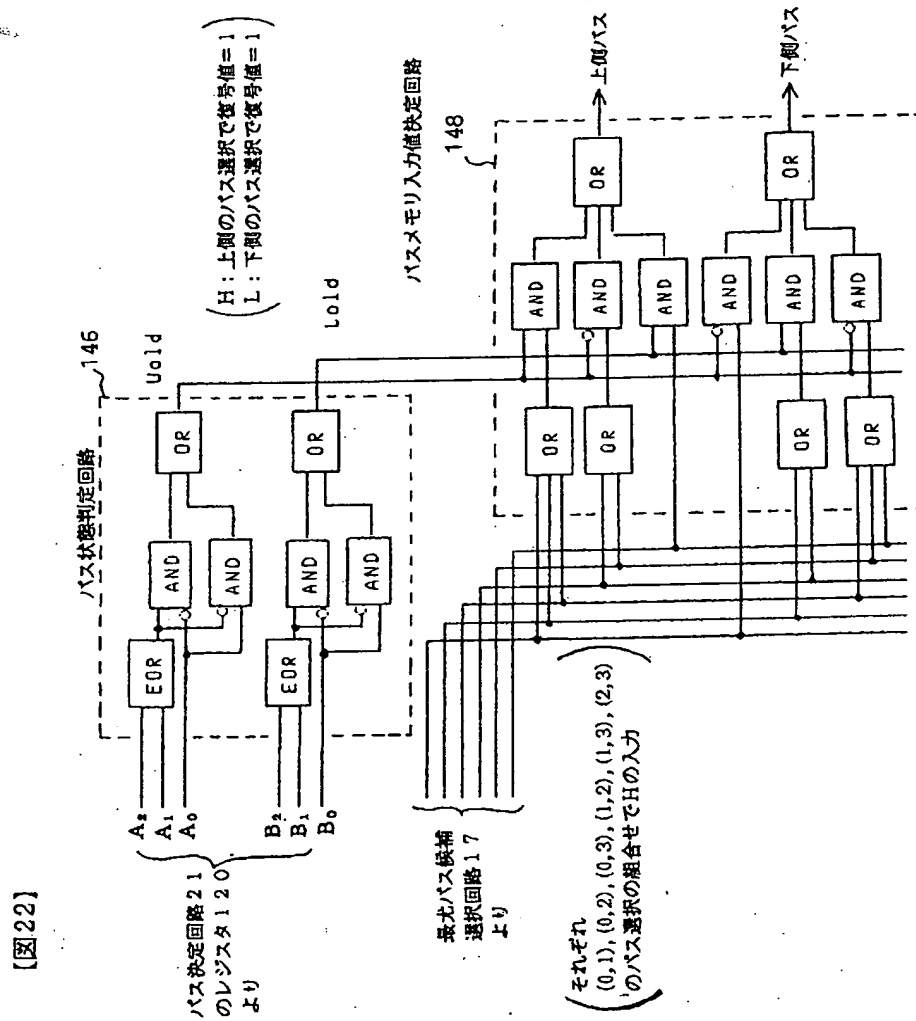 【図22】
パス決定回路21
のレジスタ120
より
A₂
A₁
A₀
B₂
B₁
B₀
パス状態判定回路
146
EOR
AND
AND
OR
EOR
AND
AND
OR
Uold
Lold
H：上側のパス選択で復号値＝1
L：下側のパス選択で復号値＝1
最尤パス候補
選択回路17
より
それぞれ
(0,1),(0,2),(0,3),(1,2),(1,3),(2,3)
のパス選択の組合せでHの入力
パスメモリ入力値決定回路
148
OR
OR
OR
OR
AND
AND
AND
AND
AND
AND
OR
OR
上側パス
下側パス